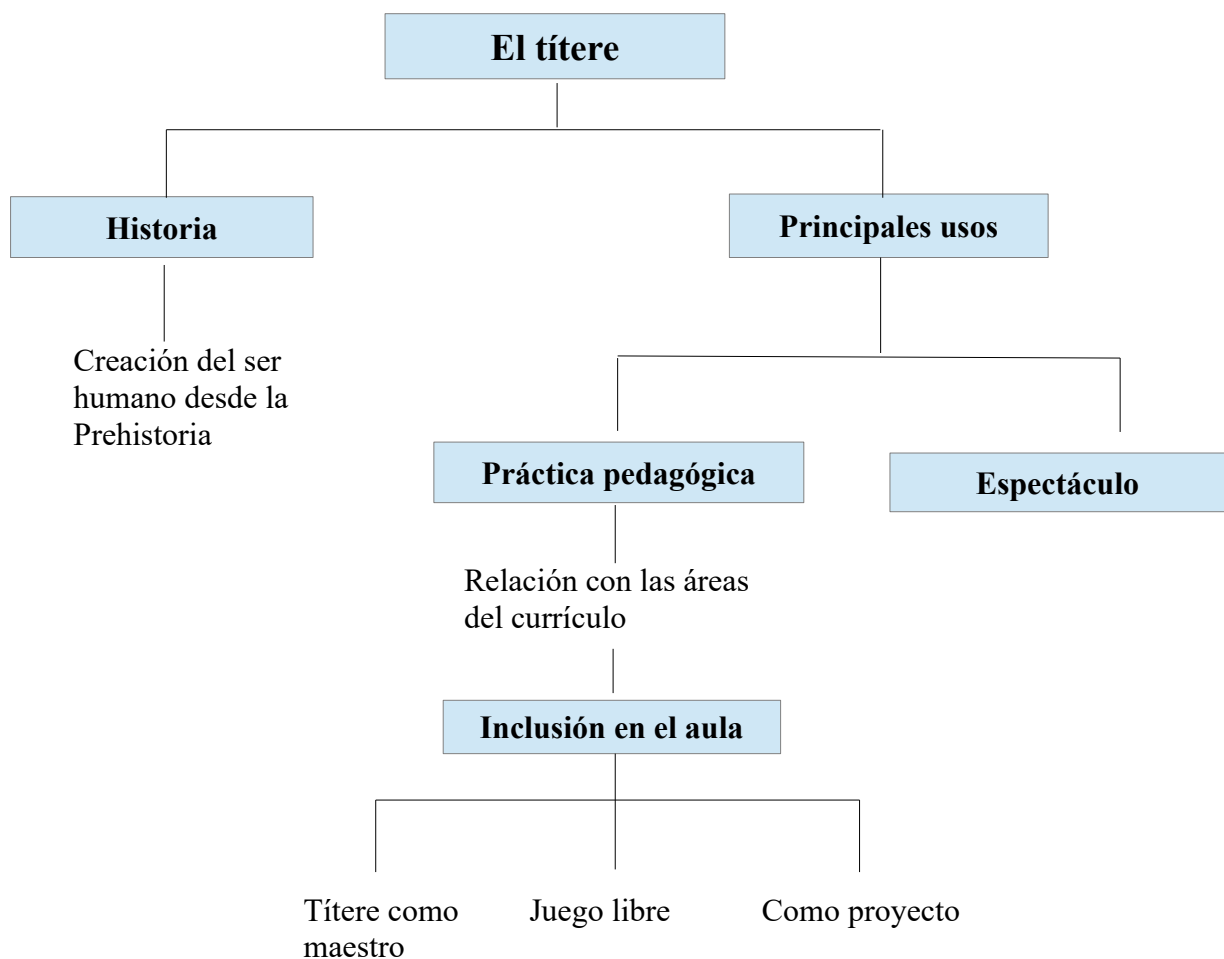 El títere
Historia
Principales usos
Creación del ser
humano desde la
Prehistoria
Práctica pedagógica
Espectáculo
Relación con las áreas
del currículo
Inclusión en el aula
Títere como
maestro
Juego libre
Como proyecto